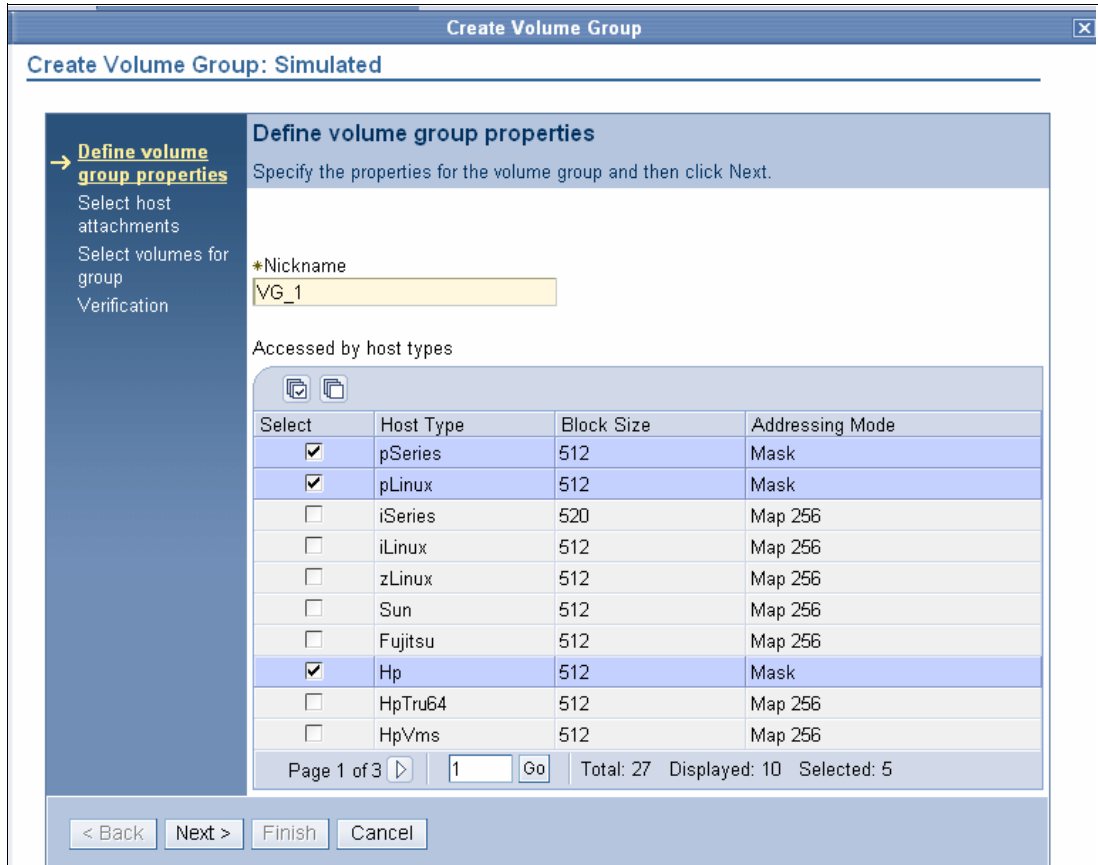 Create Volume Group
Create Volume Group: Simulated
Define volume
group properties
Select host
attachments
Select volumes for
group
Verification
Define volume group properties
Specify the properties for the volume group and then click Next.
*Nickname
VG_1
Accessed by host types
Select Host Type Block Size Addressing Mode
pSeries 512 Mask
pLinux 512 Mask
iSeries 520 Map 256
iLinux 512 Map 256
zLinux 512 Map 256
Sun 512 Map 256
Fujitsu 512 Map 256
Hp 512 Mask
HpTru64 512 Map 256
HpVms 512 Map 256
Page 1 of 3 1 Go Total: 27 Displayed: 10 Selected: 5
< Back Next > Finish Cancel